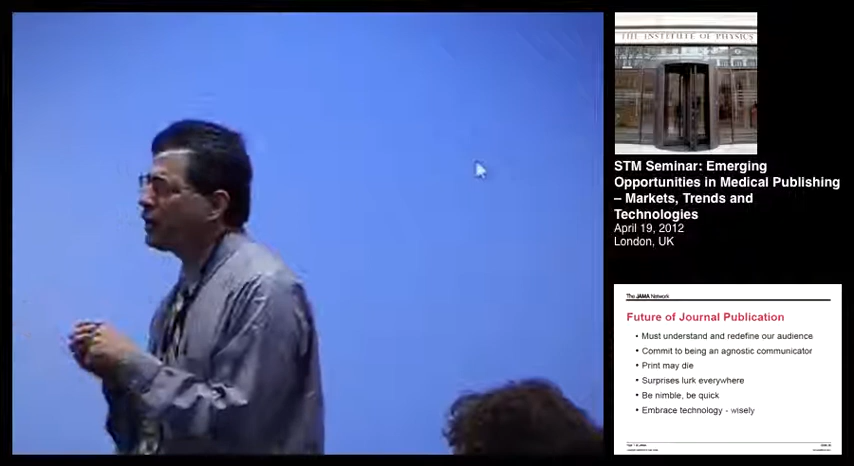 THE INSTITUTE OF PHYSICS
STM Seminar: Emerging
Opportunities in Medical Publishing
– Markets, Trends and
Technologies
April 19, 2012
London, UK
The JAMA Network
Future of Journal Publication
• Must understand and redefine our audience
• Commit to being an agnostic communicator
• Print may die
• Surprises lurk everywhere
• Be nimble, be quick
• Embrace technology - wisely